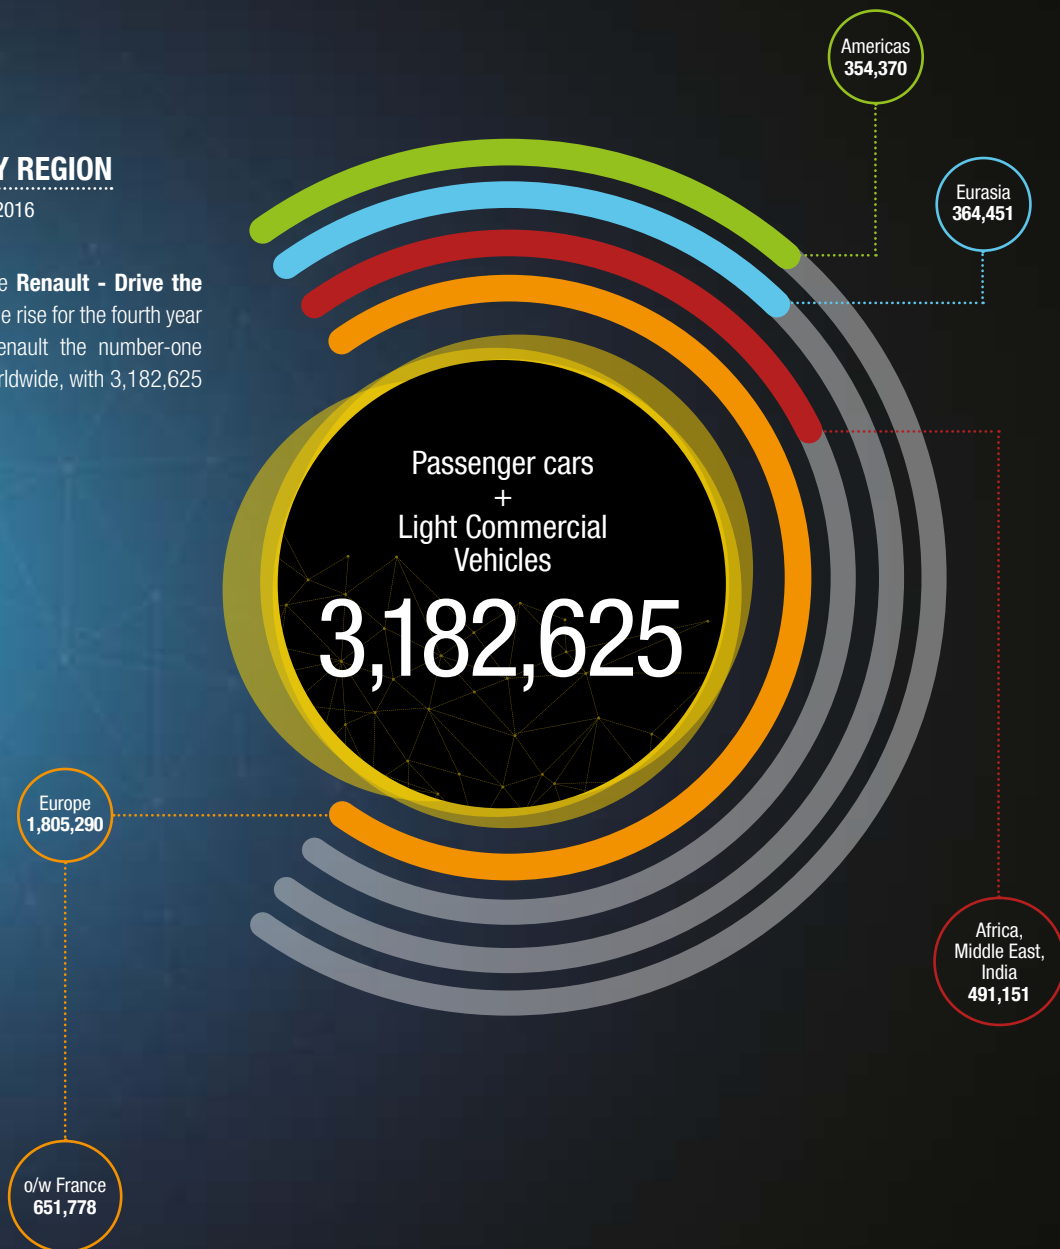 Y REGION
2016
e Renault - Drive the
e rise for the fourth year
enault the number-one
rldwide, with 3,182,625
Americas
354,370
Eurasia
364,451
Passenger cars
+
Light Commercial
Vehicles
3,182,625
Europe
1,805,290
Africa,
Middle East,
India
491,151
o/w France
651,778